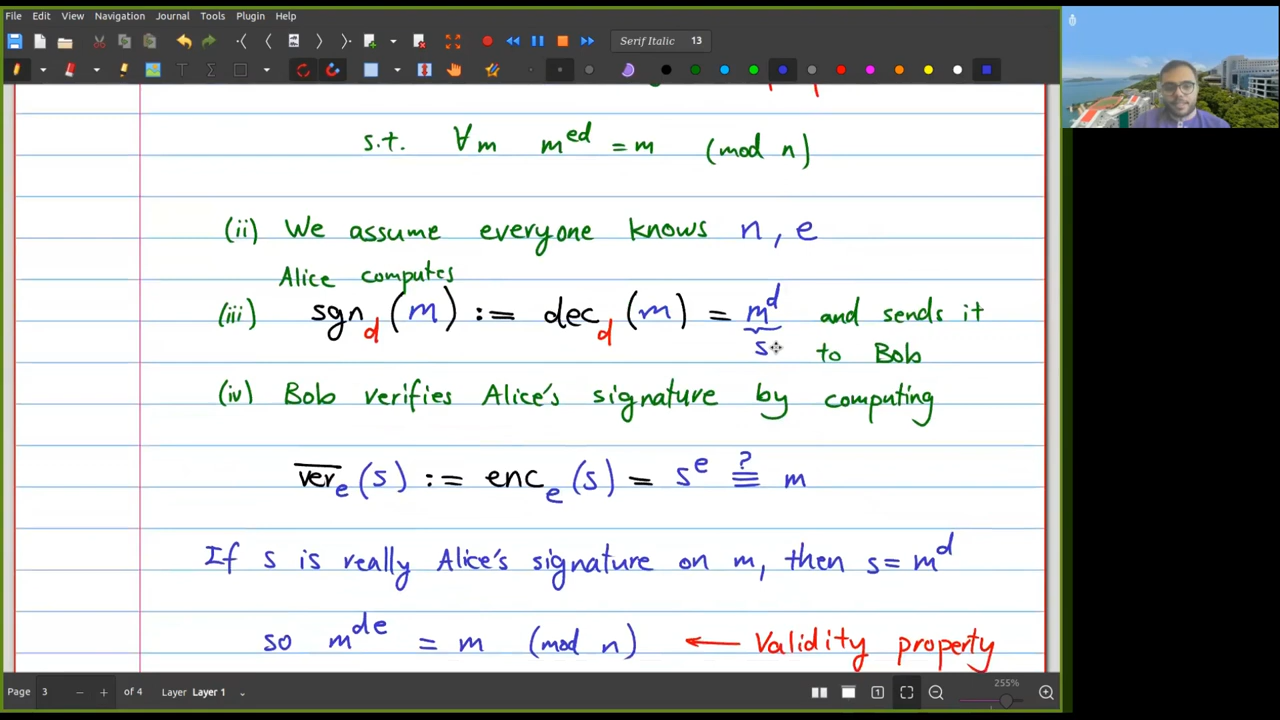 File Edit View Navigation Journal Tools Plugin Help
Serif Italic 13
s.t. ∀m m^ed = m (mod n)
(ii) We assume everyone knows n, e
Alice computes
(iii) sgn_d (m) := dec_d (m) = m^d and sends it
s to Bob
(iv) Bob verifies Alice's signature by computing
ver_e (s) := enc_e (s) = s^e ≟ m
If s is really Alice's signature on m, then s = m^d
so m^de = m (mod n) ← Validity property
Page 3 of 4 Layer Layer 1 255%